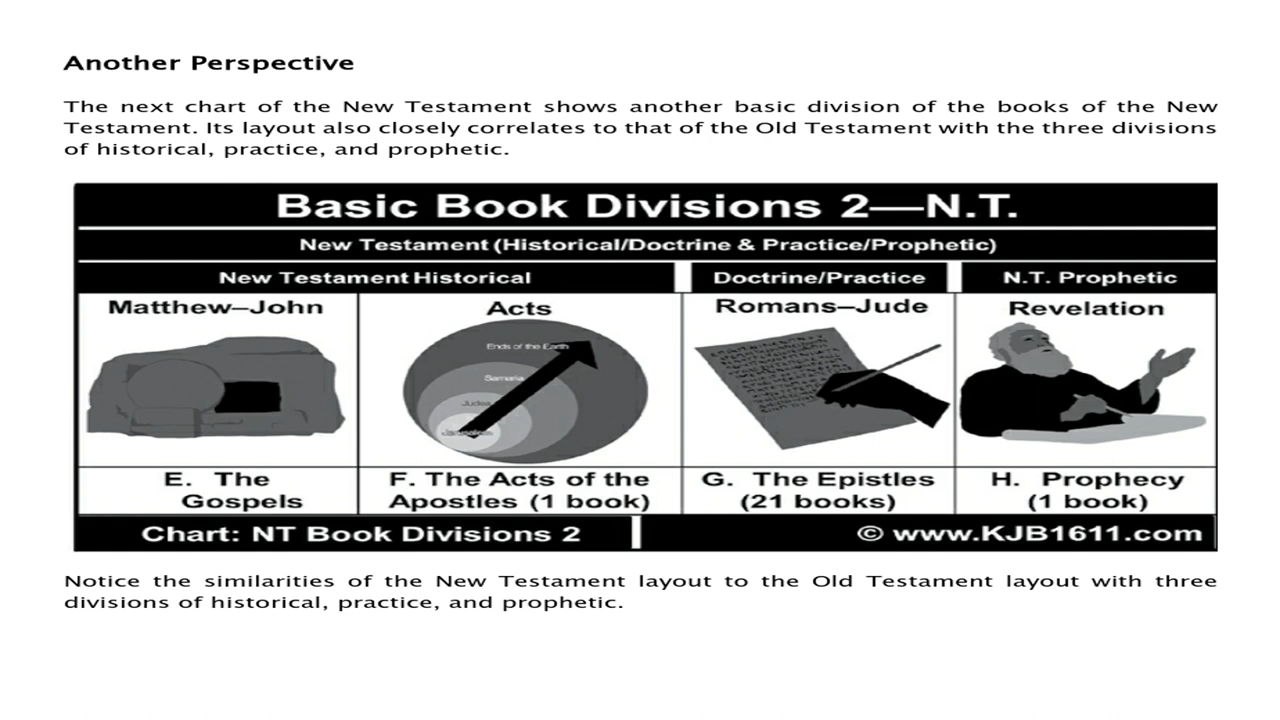 Another Perspective
The next chart of the New Testament shows another basic division of the books of the New
Testament. Its layout also closely correlates to that of the Old Testament with the three divisions
of historical, practice, and prophetic.
Basic Book Divisions 2—N.T.
New Testament (Historical/Doctrine & Practice/Prophetic)
New Testament Historical
Doctrine/Practice
N.T. Prophetic
Matthew–John
Acts
Romans–Jude
Revelation
Ends of the Earth
Samaria
Judea
Jerusalem
E. The
Gospels
F. The Acts of the
Apostles (1 book)
G. The Epistles
(21 books)
H. Prophecy
(1 book)
Chart: NT Book Divisions 2
© www.KJB1611.com
Notice the similarities of the New Testament layout to the Old Testament layout with three
divisions of historical, practice, and prophetic.